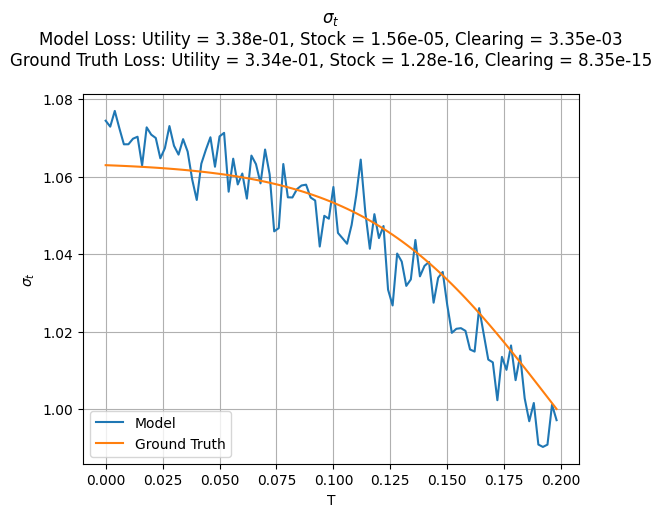 σ_t
Model Loss: Utility = 3.38e-01, Stock = 1.56e-05, Clearing = 3.35e-03
Ground Truth Loss: Utility = 3.34e-01, Stock = 1.28e-16, Clearing = 8.35e-15
1.08
1.06
1.04
1.02
1.00
σ_t
Model
Ground Truth
0.000 0.025 0.050 0.075 0.100 0.125 0.150 0.175 0.200
T